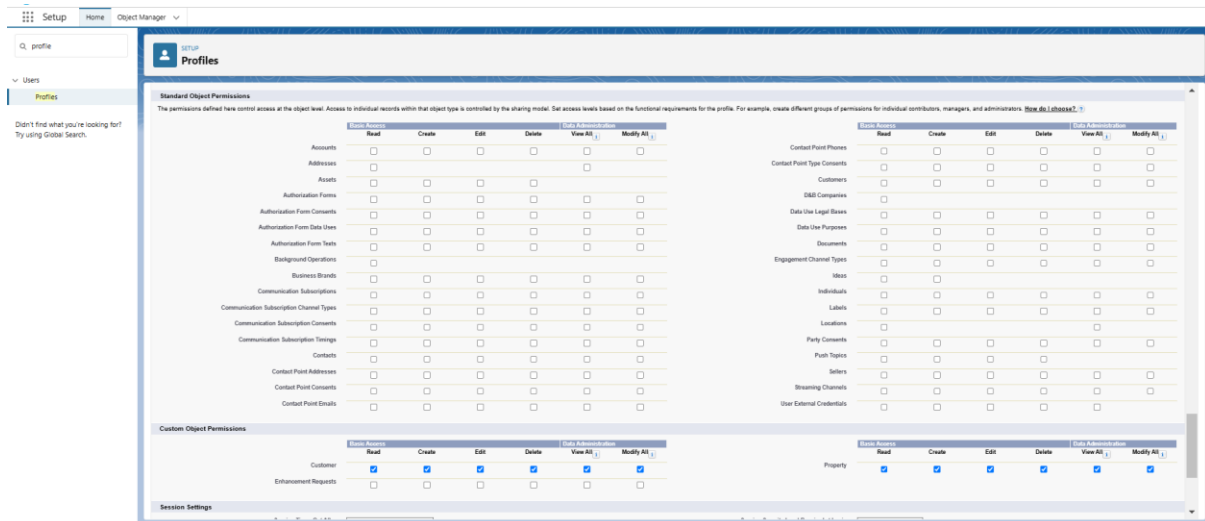 Setup Home Object Manager
profile
SETUP
Profiles
Users
Profiles
Didn't find what you're looking for?
Try using Global Search.
Standard Object Permissions
The permissions defined here control access at the object level. Access to individual records within that object type is controlled by the sharing model. Set access levels based on the functional requirements for the profile. For example, create different groups of permissions for individual contributors, managers, and administrators. How do I choose? ?
Basic Access Data Administration Basic Access Data Administration
Read Create Edit Delete View All i Modify All i Read Create Edit Delete View All i Modify All i
Accounts Contact Point Phones
Addresses Contact Point Type Consents
Assets Customers
Authorization Forms D&B Companies
Authorization Form Consents Data Use Legal Bases
Authorization Form Data Uses Data Use Purposes
Authorization Form Texts Documents
Background Operations Engagement Channel Types
Business Brands Ideas
Communication Subscriptions Individuals
Communication Subscription Channel Types Labels
Communication Subscription Consents Locations
Communication Subscription Timings Party Consents
Contacts Push Topics
Contact Point Addresses Sellers
Contact Point Consents Streaming Channels
Contact Point Emails User External Credentials
Custom Object Permissions
Basic Access Data Administration Basic Access Data Administration
Read Create Edit Delete View All i Modify All i Read Create Edit Delete View All i Modify All i
Customer Property
Enhancement Requests
Session Settings